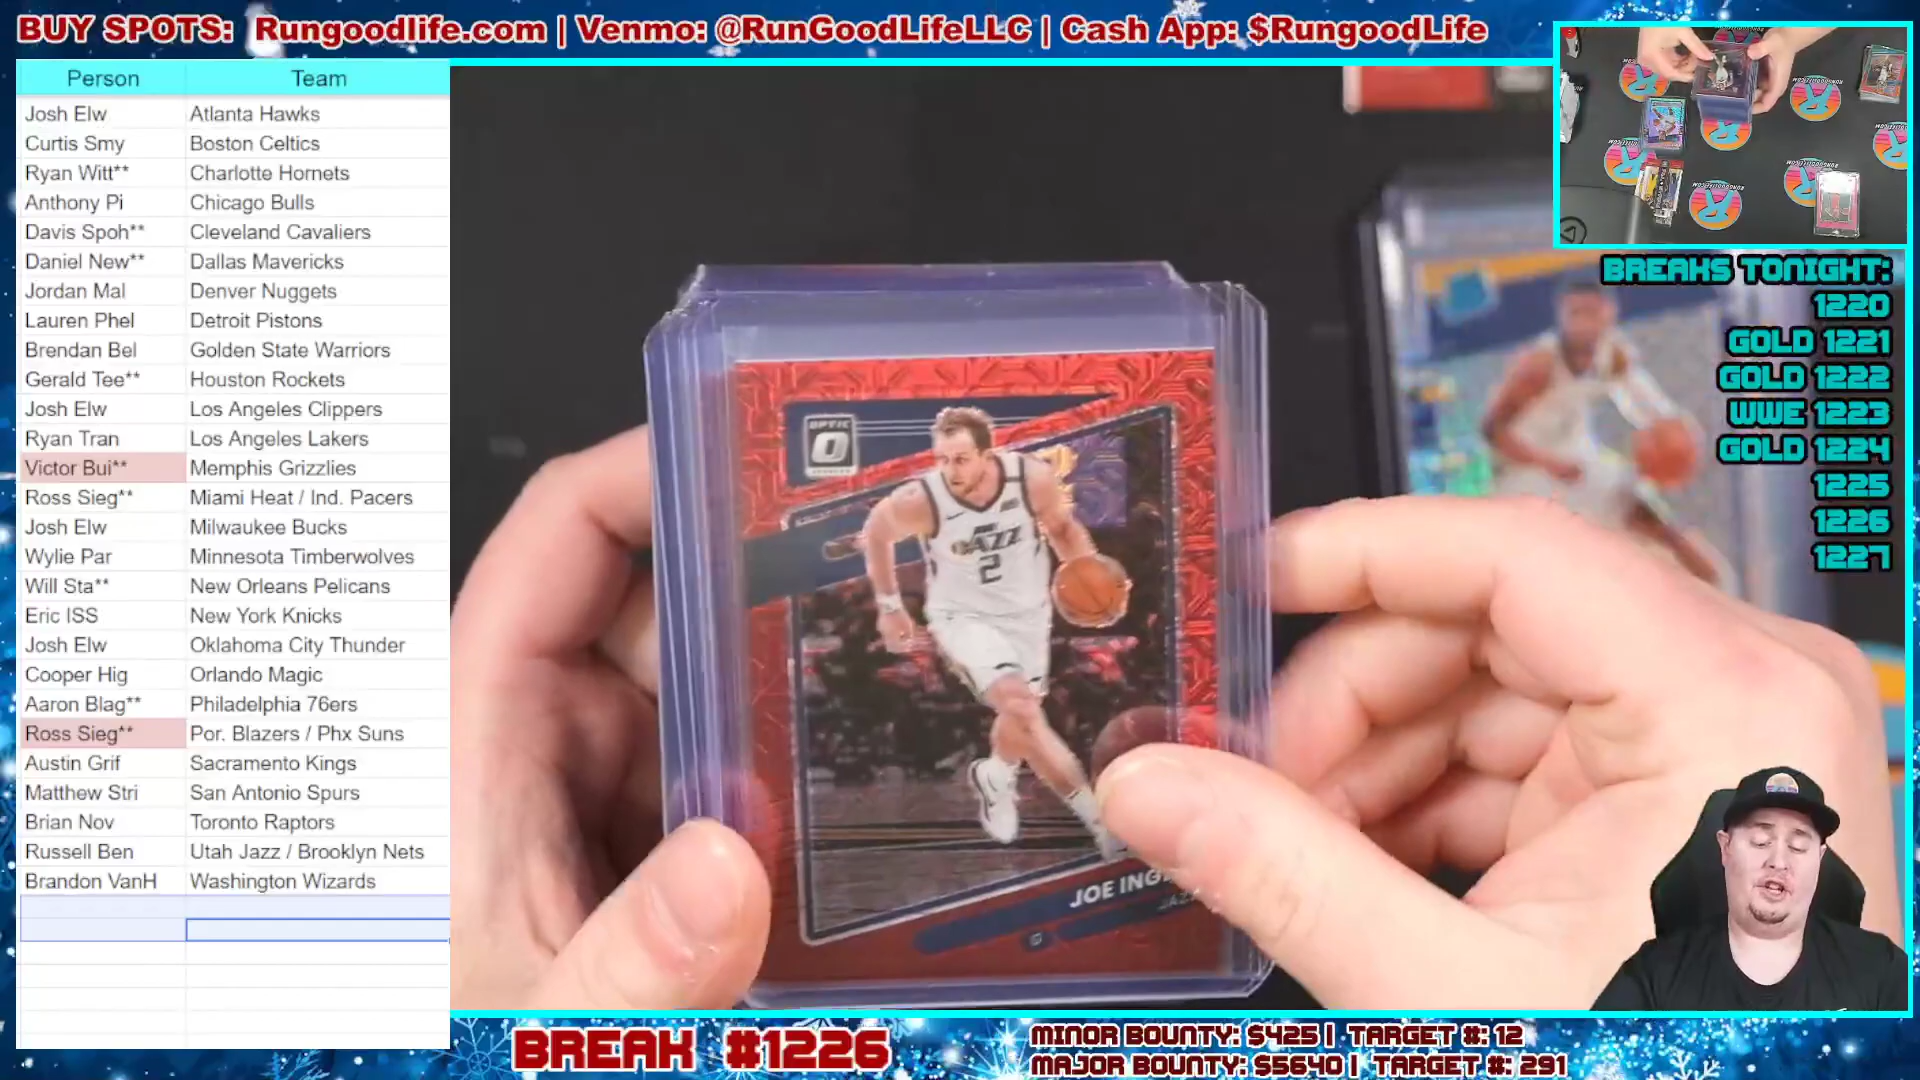 BUY SPOTS: Rungoodlife.com | Venmo: @RunGoodLifeLLC | Cash App: $RungoodLife
Person Team
Josh Elw Atlanta Hawks
Curtis Smy Boston Celtics
Ryan Witt** Charlotte Hornets
Anthony Pi Chicago Bulls
Davis Spoh** Cleveland Cavaliers
Daniel New** Dallas Mavericks
Jordan Mal Denver Nuggets
Lauren Phel Detroit Pistons
Brendan Bel Golden State Warriors
Gerald Tee** Houston Rockets
Josh Elw Los Angeles Clippers
Ryan Tran Los Angeles Lakers
Victor Bui** Memphis Grizzlies
Ross Sieg** Miami Heat / Ind. Pacers
Josh Elw Milwaukee Bucks
Wylie Par Minnesota Timberwolves
Will Sta** New Orleans Pelicans
Eric ISS New York Knicks
Josh Elw Oklahoma City Thunder
Cooper Hig Orlando Magic
Aaron Blag** Philadelphia 76ers
Ross Sieg** Por. Blazers / Phx Suns
Austin Grif Sacramento Kings
Matthew Stri San Antonio Spurs
Brian Nov Toronto Raptors
Russell Ben Utah Jazz / Brooklyn Nets
Brandon VanH Washington Wizards
OPTIC
JAZZ
2
JOE
BREAKS TONIGHT:
1220
GOLD 1221
GOLD 1222
WWE 1223
GOLD 1224
1225
1226
1227
BREAK #1226
MINOR BOUNTY: $425 | TARGET #: 12
MAJOR BOUNTY: $5640 | TARGET #: 291